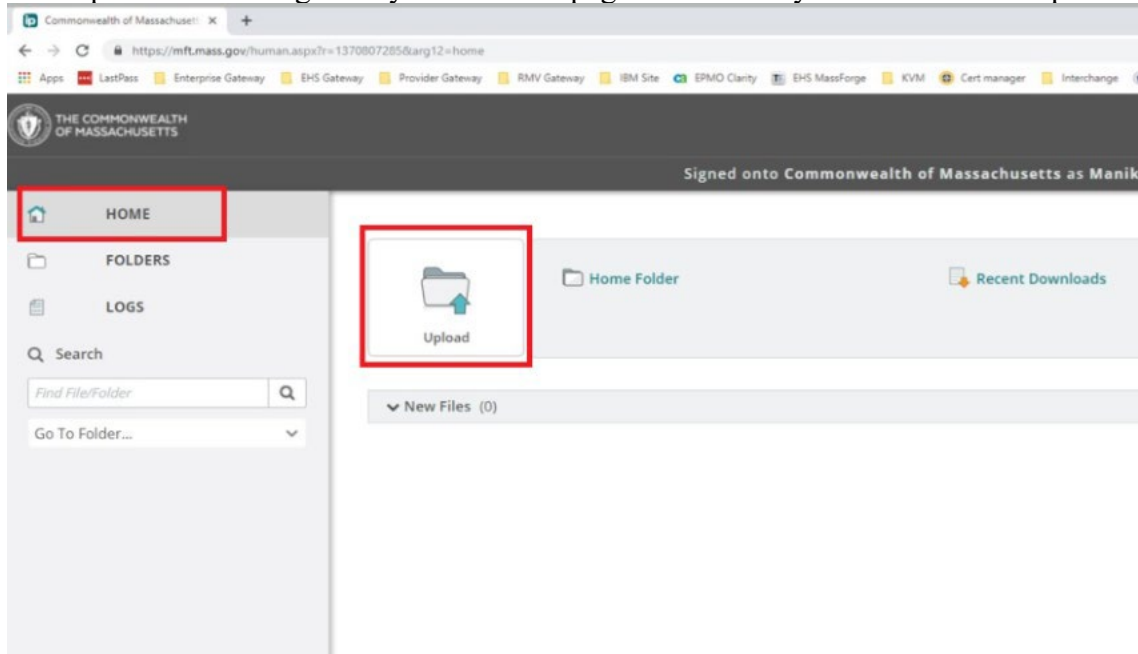 Commonwealth of Massachuset
https://mft.mass.gov/human.aspx?r=1370807285&arg12=home
Apps LastPass Enterprise Gateway EHS Gateway Provider Gateway RMV Gateway IBM Site EPMO Clarity EHS MassForge KVM Cert manager Interchange
THE COMMONWEALTH
OF MASSACHUSETTS
Signed onto Commonwealth of Massachusetts as Manik
HOME
FOLDERS
LOGS
Search
Find File/Folder
Go To Folder...
Upload
Home Folder
Recent Downloads
New Files (0)